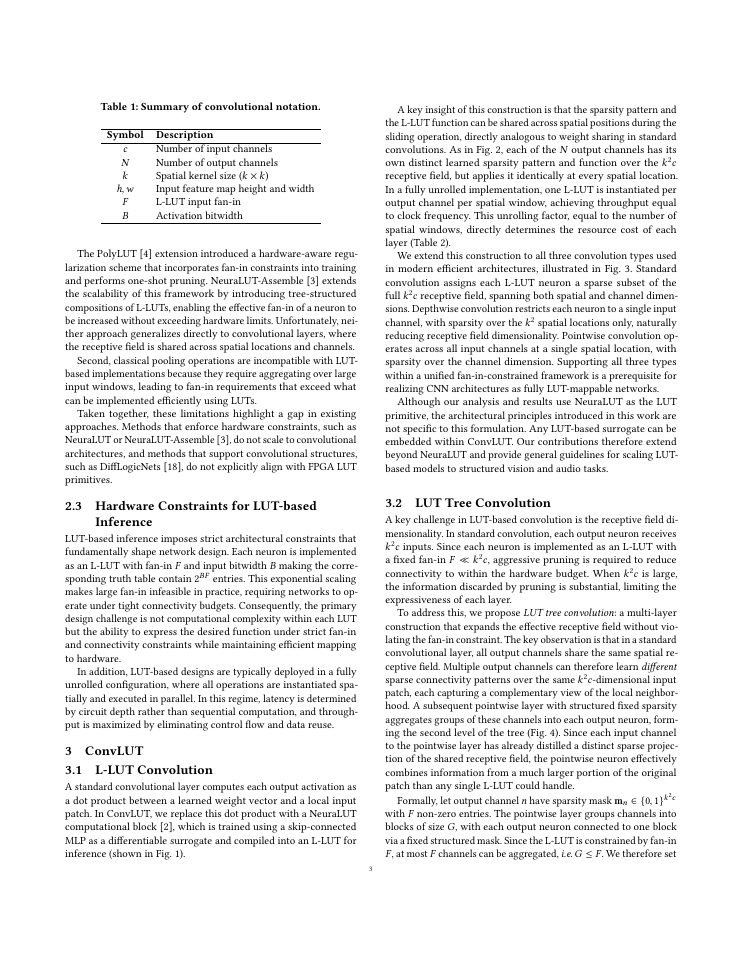 Table 1: Summary of convolutional notation.
Symbol Description
c Number of input channels
N Number of output channels
k Spatial kernel size (k × k)
h, w Input feature map height and width
F L-LUT input fan-in
B Activation bitwidth
The PolyLUT [4] extension introduced a hardware-aware regu-
larization scheme that incorporates fan-in constraints into training
and performs one-shot pruning. NeuraLUT-Assemble [3] extends
the scalability of this framework by introducing tree-structured
compositions of L-LUTs, enabling the effective fan-in of a neuron to
be increased without exceeding hardware limits. Unfortunately, nei-
ther approach generalizes directly to convolutional layers, where
the receptive field is shared across spatial locations and channels.
Second, classical pooling operations are incompatible with LUT-
based implementations because they require aggregating over large
input windows, leading to fan-in requirements that exceed what
can be implemented efficiently using LUTs.
Taken together, these limitations highlight a gap in existing
approaches. Methods that enforce hardware constraints, such as
NeuraLUT or NeuraLUT-Assemble [3], do not scale to convolutional
architectures, and methods that support convolutional structures,
such as DiffLogicNets [18], do not explicitly align with FPGA LUT
primitives.
2.3 Hardware Constraints for LUT-based
Inference
LUT-based inference imposes strict architectural constraints that
fundamentally shape network design. Each neuron is implemented
as an L-LUT with fan-in F and input bitwidth B making the corre-
sponding truth table contain 2^{BF} entries. This exponential scaling
makes large fan-in infeasible in practice, requiring networks to op-
erate under tight connectivity budgets. Consequently, the primary
design challenge is not computational complexity within each LUT
but the ability to express the desired function under strict fan-in
and connectivity constraints while maintaining efficient mapping
to hardware.
In addition, LUT-based designs are typically deployed in a fully
unrolled configuration, where all operations are instantiated spa-
tially and executed in parallel. In this regime, latency is determined
by circuit depth rather than sequential computation, and through-
put is maximized by eliminating control flow and data reuse.
3 ConvLUT
3.1 L-LUT Convolution
A standard convolutional layer computes each output activation as
a dot product between a learned weight vector and a local input
patch. In ConvLUT, we replace this dot product with a NeuraLUT
computational block [2], which is trained using a skip-connected
MLP as a differentiable surrogate and compiled into an L-LUT for
inference (shown in Fig. 1).
A key insight of this construction is that the sparsity pattern and
the L-LUT function can be shared across spatial positions during the
sliding operation, directly analogous to weight sharing in standard
convolutions. As in Fig. 2, each of the N output channels has its
own distinct learned sparsity pattern and function over the k²c
receptive field, but applies it identically at every spatial location.
In a fully unrolled implementation, one L-LUT is instantiated per
output channel per spatial window, achieving throughput equal
to clock frequency. This unrolling factor, equal to the number of
spatial windows, directly determines the resource cost of each
layer (Table 2).
We extend this construction to all three convolution types used
in modern efficient architectures, illustrated in Fig. 3. Standard
convolution assigns each L-LUT neuron a sparse subset of the
full k²c receptive field, spanning both spatial and channel dimen-
sions. Depthwise convolution restricts each neuron to a single input
channel, with sparsity over the k² spatial locations only, naturally
reducing receptive field dimensionality. Pointwise convolution op-
erates across all input channels at a single spatial location, with
sparsity over the channel dimension. Supporting all three types
within a unified fan-in-constrained framework is a prerequisite for
realizing CNN architectures as fully LUT-mappable networks.
Although our analysis and results use NeuraLUT as the LUT
primitive, the architectural principles introduced in this work are
not specific to this formulation. Any LUT-based surrogate can be
embedded within ConvLUT. Our contributions therefore extend
beyond NeuraLUT and provide general guidelines for scaling LUT-
based models to structured vision and audio tasks.
3.2 LUT Tree Convolution
A key challenge in LUT-based convolution is the receptive field di-
mensionality. In standard convolution, each output neuron receives
k²c inputs. Since each neuron is implemented as an L-LUT with
a fixed fan-in F ≪ k²c, aggressive pruning is required to reduce
connectivity to within the hardware budget. When k²c is large,
the information discarded by pruning is substantial, limiting the
expressiveness of each layer.
To address this, we propose LUT tree convolution: a multi-layer
construction that expands the effective receptive field without vio-
lating the fan-in constraint. The key observation is that in a standard
convolutional layer, all output channels share the same spatial re-
ceptive field. Multiple output channels can therefore learn different
sparse connectivity patterns over the same k²c-dimensional input
patch, each capturing a complementary view of the local neighbor-
hood. A subsequent pointwise layer with structured fixed sparsity
aggregates groups of these channels into each output neuron, form-
ing the second level of the tree (Fig. 4). Since each input channel
to the pointwise layer has already distilled a distinct sparse projec-
tion of the shared receptive field, the pointwise neuron effectively
combines information from a much larger portion of the original
patch than any single L-LUT could handle.
Formally, let output channel n have sparsity mask m_n ∈ {0, 1}^{k²c}
with F non-zero entries. The pointwise layer groups channels into
blocks of size G, with each output neuron connected to one block
via a fixed structured mask. Since the L-LUT is constrained by fan-in
F, at most F channels can be aggregated, i.e. G ≤ F. We therefore set
3